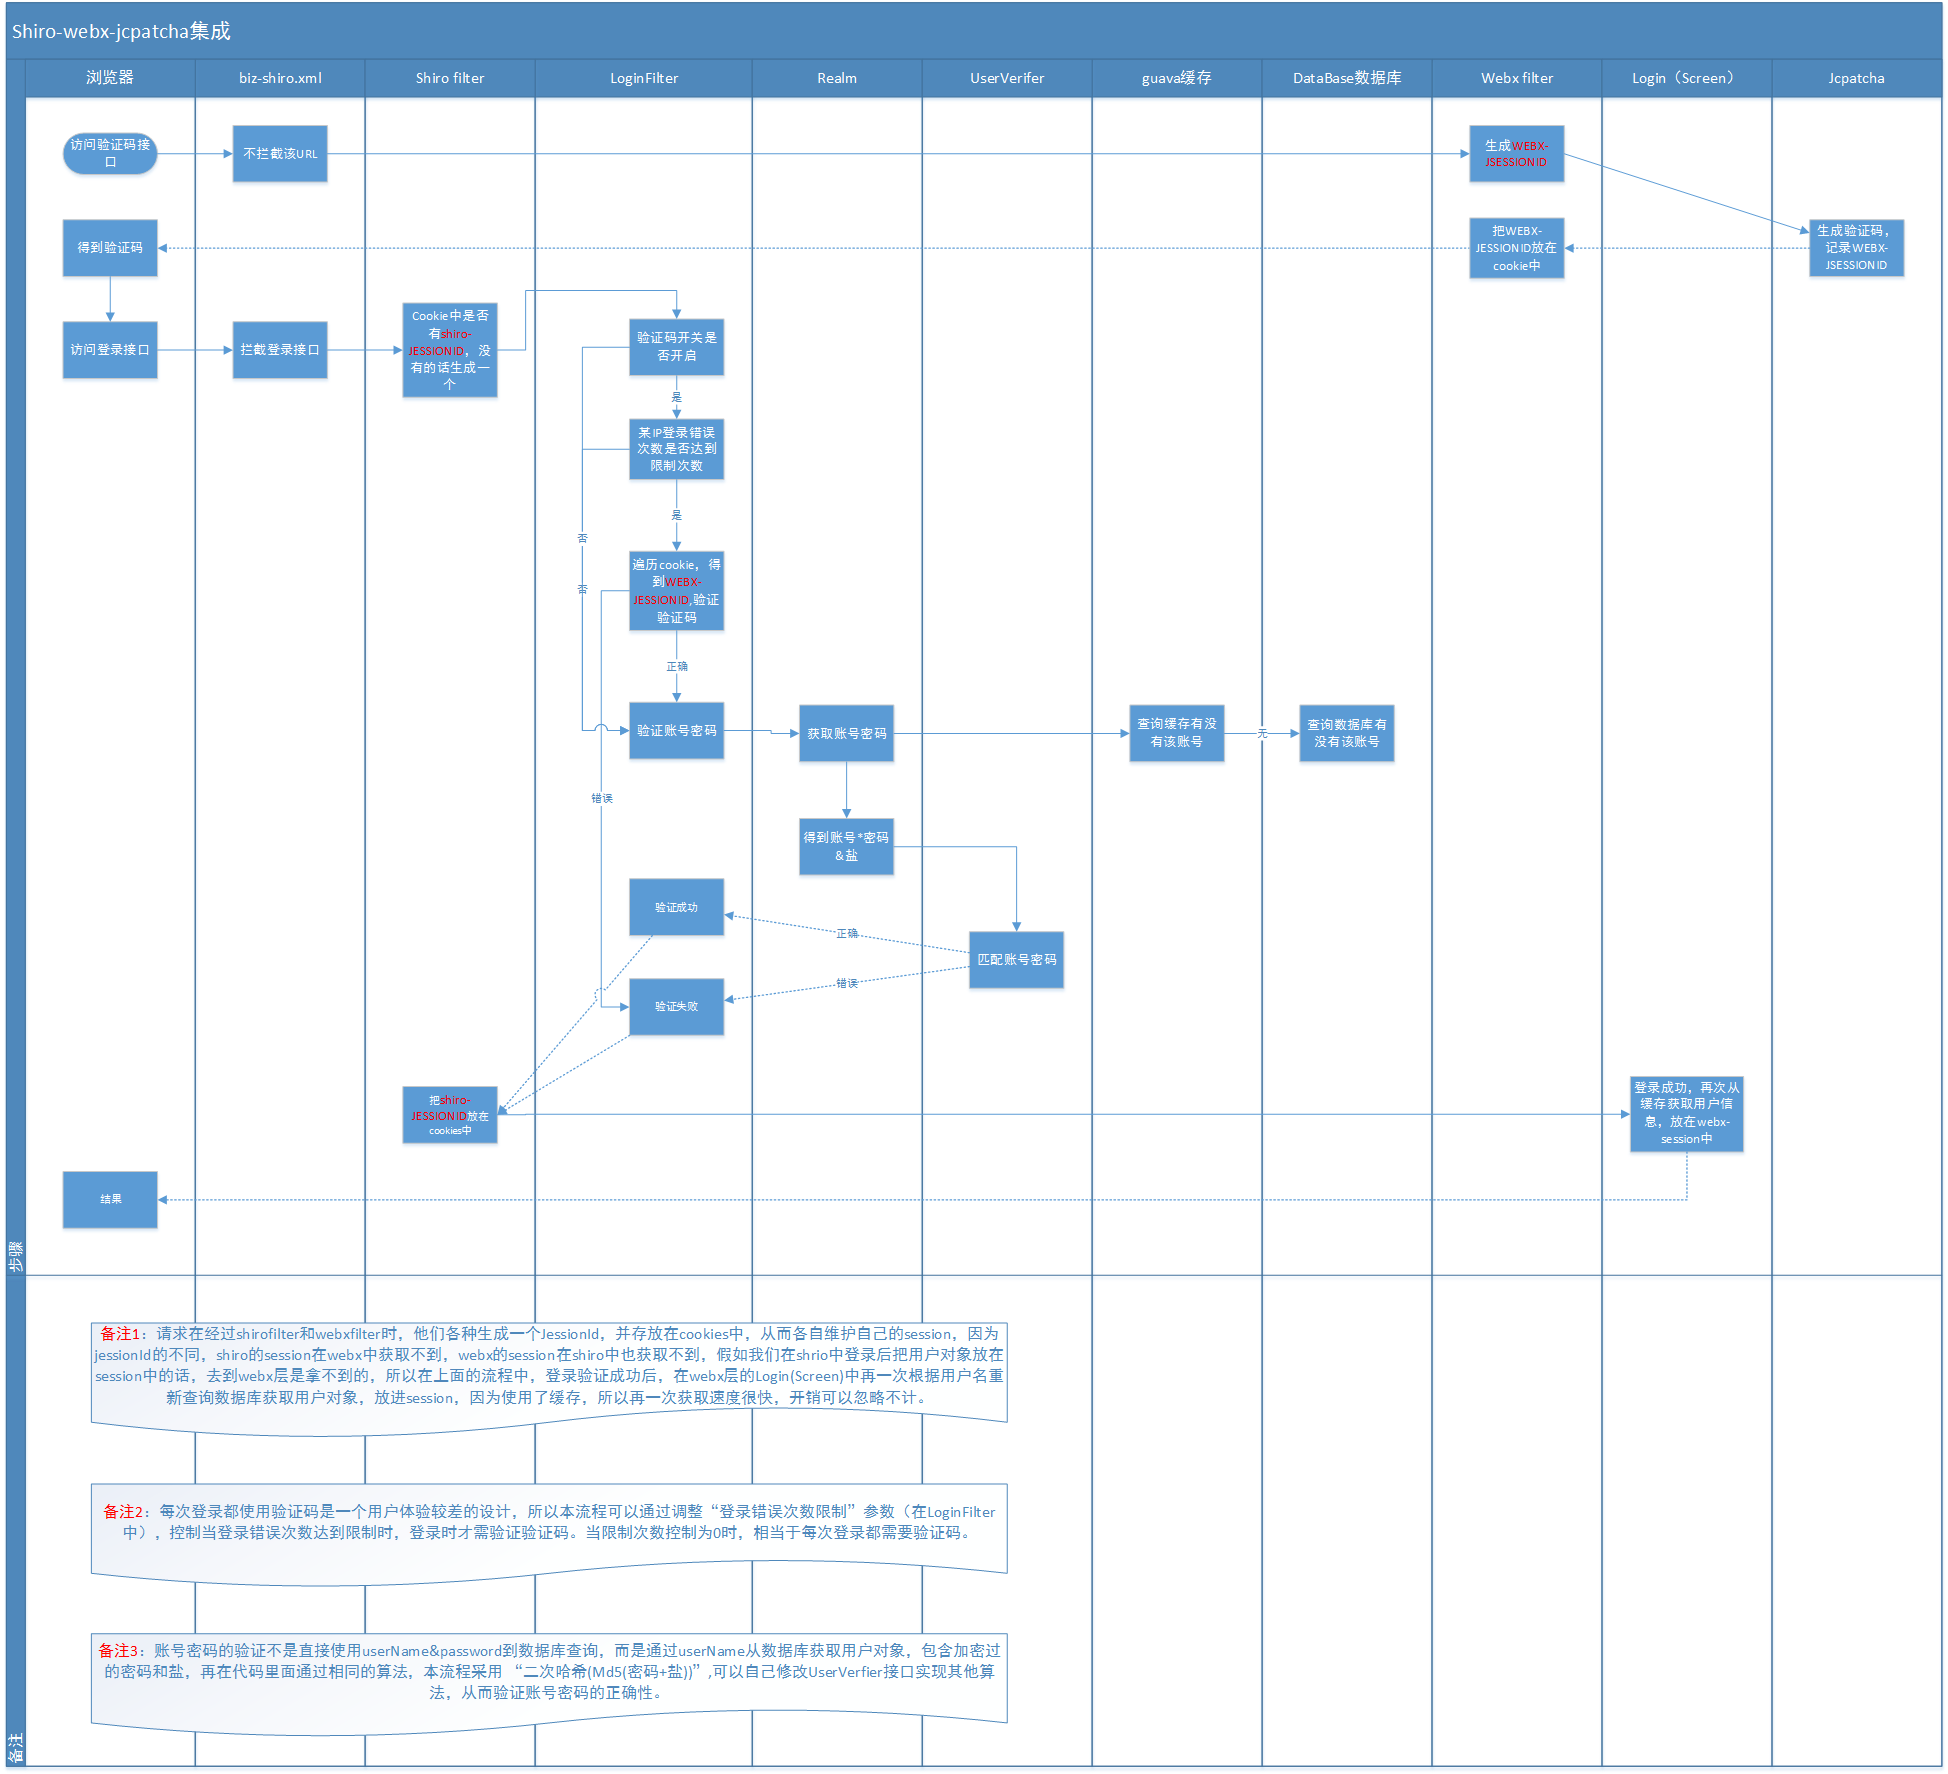 Shiro-webx-jcpatcha集成
浏览器
biz-shiro.xml
Shiro filter
LoginFilter
Realm
UserVerifer
guava缓存
DataBase数据库
Webx filter
Login（Screen）
Jcpatcha
访问验证码接
口
不拦截该URL
生成WEBX-
JSESSIONID
得到验证码
把WEBX-
JESSIONID放在
cookie中
生成验证码，
记录WEBX-
JSESSIONID
访问登录接口
拦截登录接口
Cookie中是否
有shiro-
JESSIONID，没
有的话生成一
个
验证码开关是
否开启
是
某IP登录错误
次数是否达到
限制次数
是
否
否
遍历cookie，得
到WEBX-
JESSIONID,验证
验证码
正确
验证账号密码
获取账号密码
查询缓存有没
有该账号
无
查询数据库有
没有该账号
错误
得到账号*密码
&盐
验证成功
正确
匹配账号密码
错误
验证失败
把shiro-
JESSIONID放在
cookies中
登录成功，再次从
缓存获取用户信
息，放在webx-
session中
结果
步骤
备注1：请求在经过shirofilter和webxfilter时，他们各种生成一个JessionId，并存放在cookies中，从而各自维护自己的session，因为
jessionId的不同，shiro的session在webx中获取不到，webx的session在shiro中也获取不到，假如我们在shrio中登录后把用户对象放在
session中的话，去到webx层是拿不到的，所以在上面的流程中，登录验证成功后，在webx层的Login(Screen)中再一次根据用户名重
新查询数据库获取用户对象，放进session，因为使用了缓存，所以再一次获取速度很快，开销可以忽略不计。
备注2：每次登录都使用验证码是一个用户体验较差的设计，所以本流程可以通过调整“登录错误次数限制”参数（在LoginFilter
中），控制当登录错误次数达到限制时，登录时才需验证验证码。当限制次数控制为0时，相当于每次登录都需要验证码。
备注3：账号密码的验证不是直接使用userName&password到数据库查询，而是通过userName从数据库获取用户对象，包含加密过
的密码和盐，再在代码里面通过相同的算法，本流程采用 “二次哈希(Md5(密码+盐))”,可以自己修改UserVerfier接口实现其他算
法，从而验证账号密码的正确性。
备注